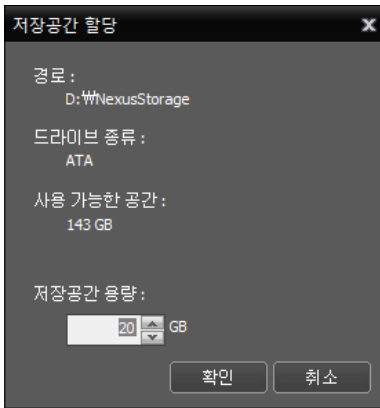 저장공간 할당 x
경로 :
D:₩NexusStorage
드라이브 종류 :
ATA
사용 가능한 공간 :
143 GB
저장공간 용량 :
20 GB
확인 취소